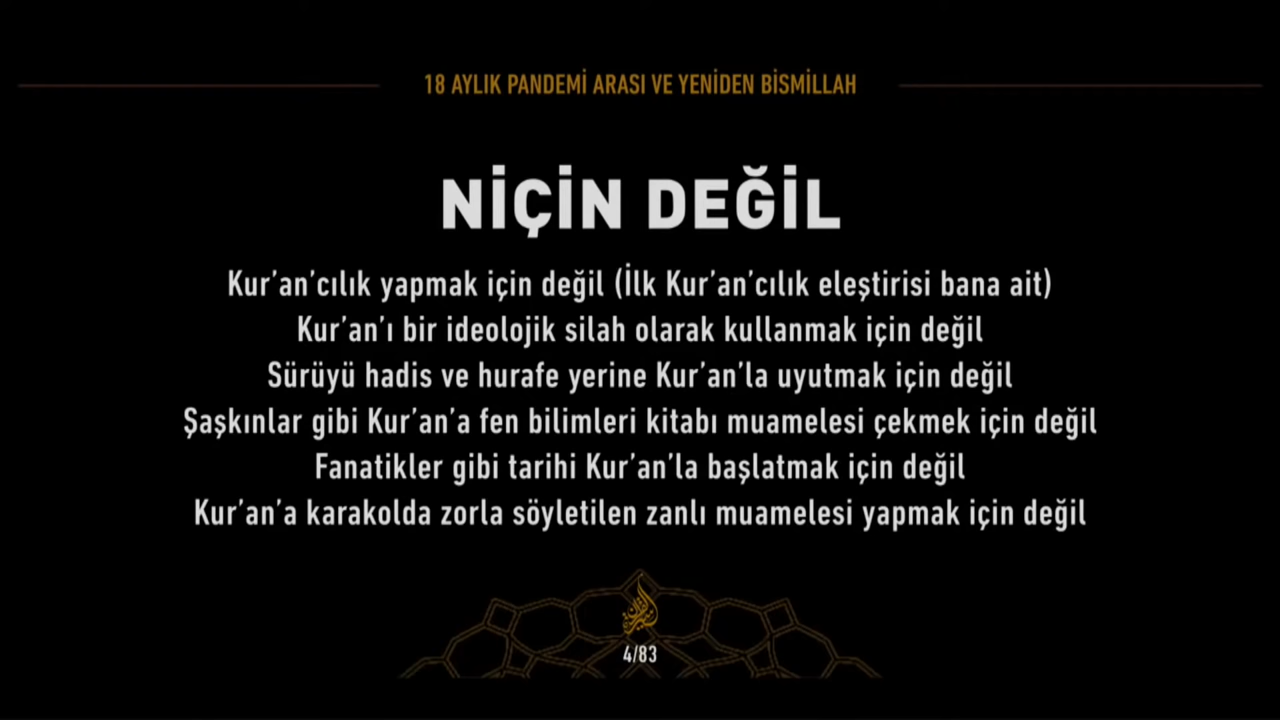 18 AYLIK PANDEMİ ARASI VE YENİDEN BİSMİLLAH
NİÇİN DEĞİL
Kur’an’cılık yapmak için değil (İlk Kur’an’cılık eleştirisi bana ait)
Kur’an’ı bir ideolojik silah olarak kullanmak için değil
Sürüyü hadis ve hurafe yerine Kur’an’la uyutmak için değil
Şaşkınlar gibi Kur’an’a fen bilimleri kitabı muamelesi çekmek için değil
Fanatikler gibi tarihi Kur’an’la başlatmak için değil
Kur’an’a karakolda zorla söyletilen zanlı muamelesi yapmak için değil
4/83